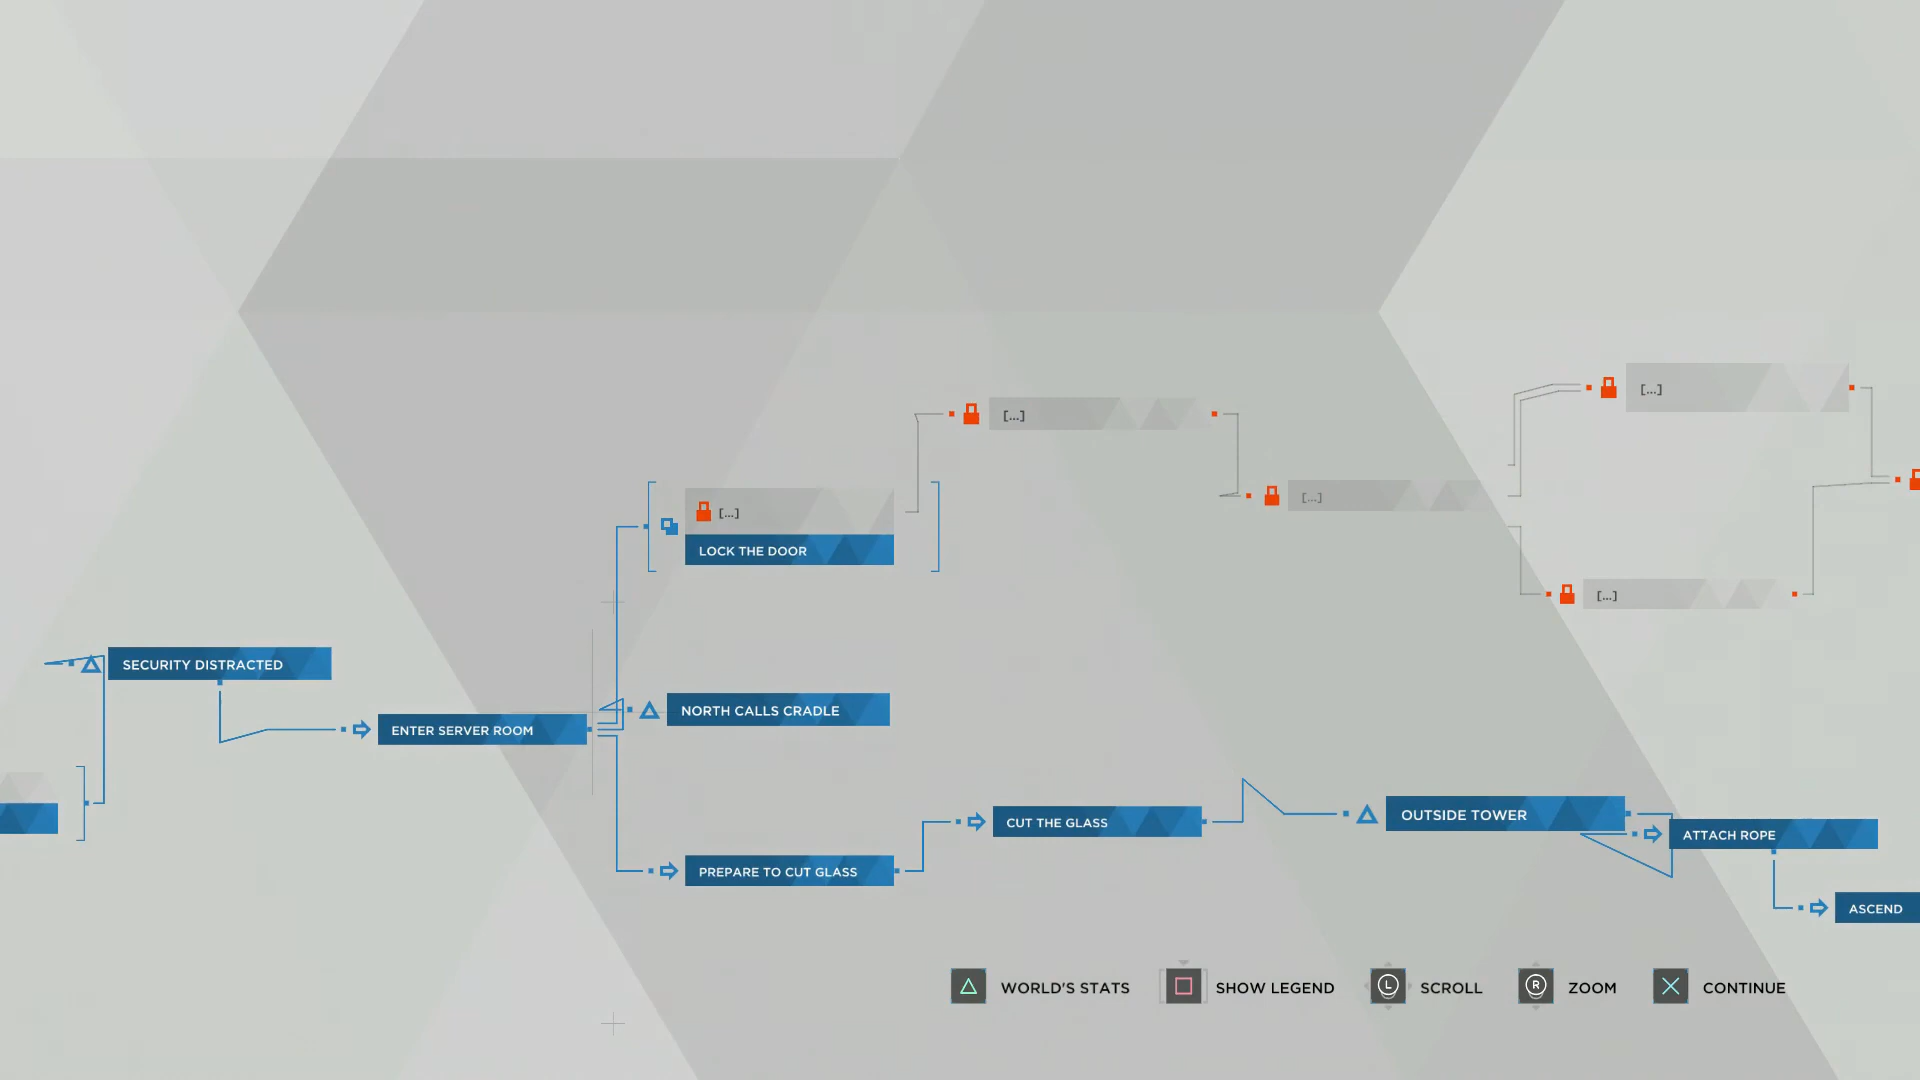 [...]
[...]
[...]
[...]
LOCK THE DOOR
[...]
SECURITY DISTRACTED
NORTH CALLS CRADLE
ENTER SERVER ROOM
OUTSIDE TOWER
CUT THE GLASS
ATTACH ROPE
PREPARE TO CUT GLASS
ASCEND
WORLD'S STATS
SHOW LEGEND
L
SCROLL
R
ZOOM
CONTINUE